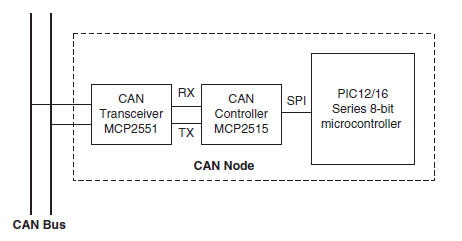 CAN
Transceiver
MCP2551
RX
TX
CAN
Controller
MCP2515
SPI
PIC12/16
Series 8-bit
microcontroller
CAN Node
CAN Bus